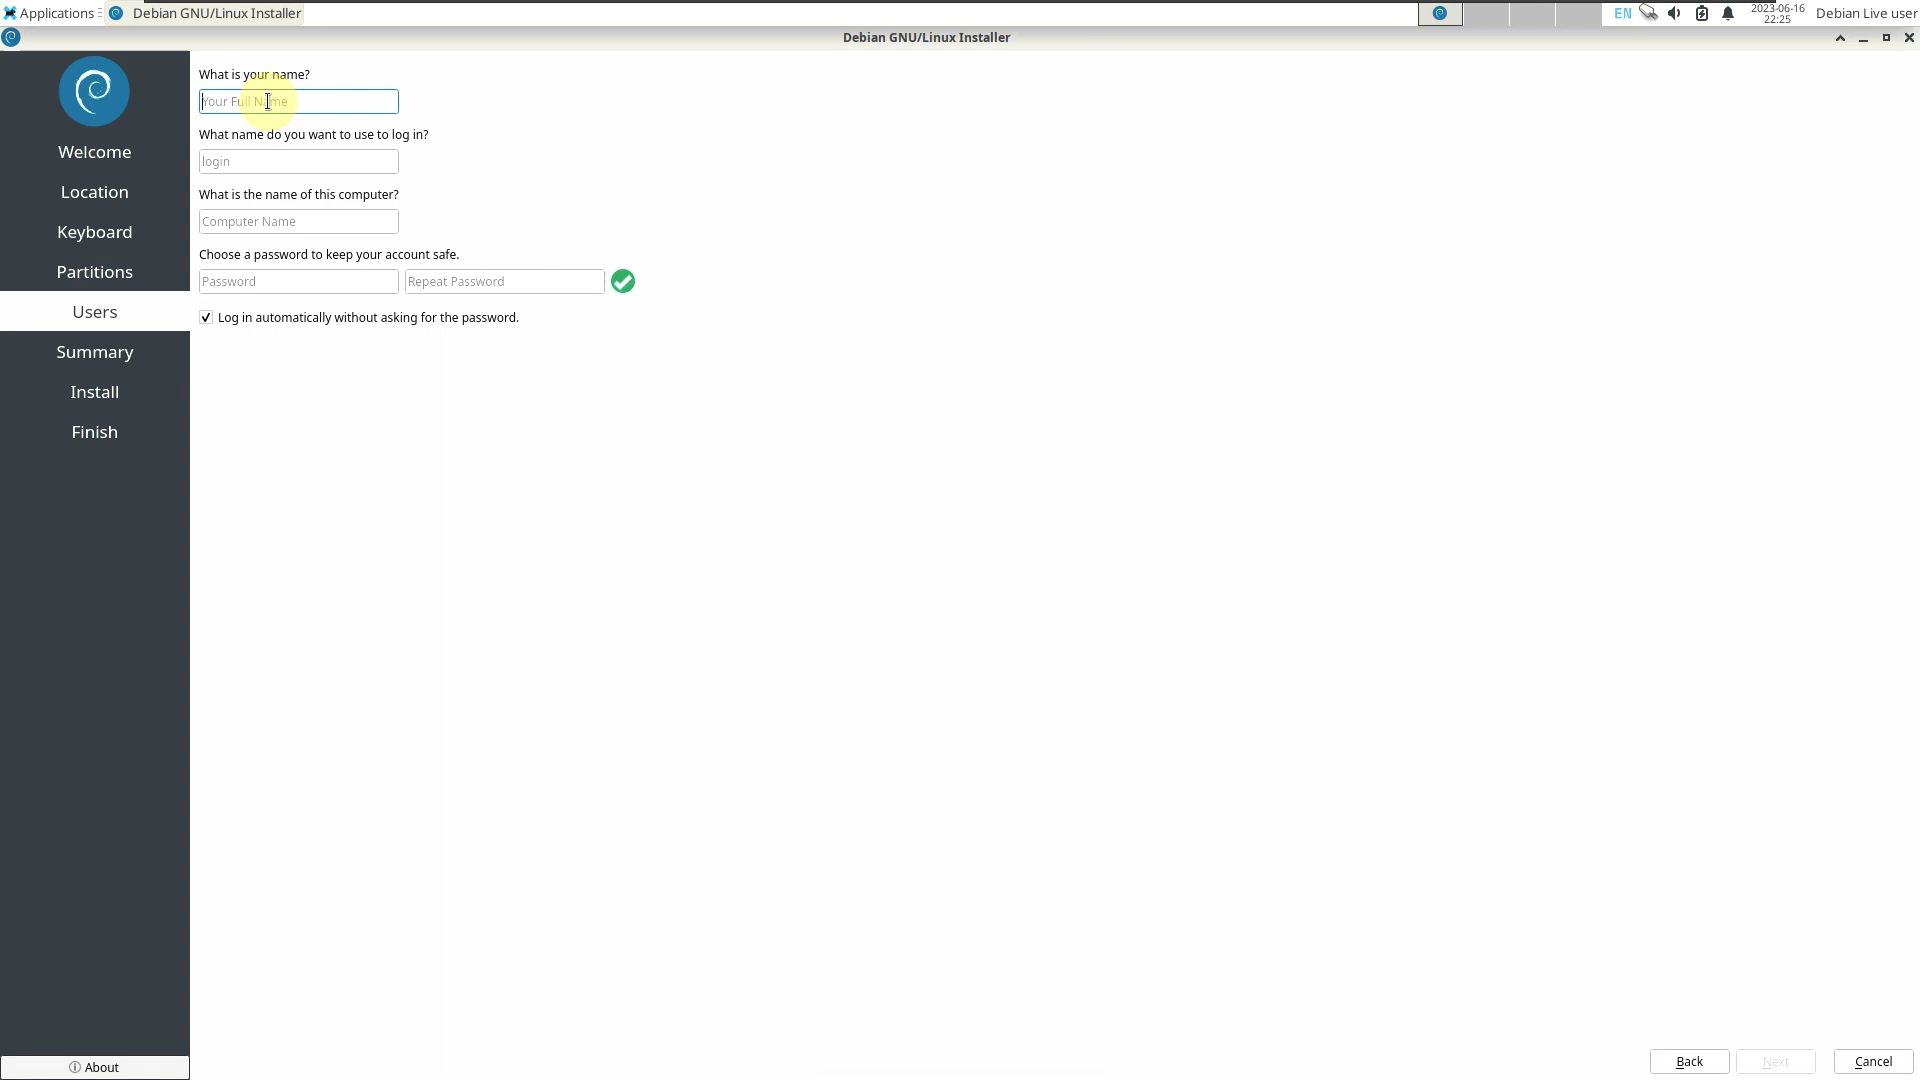 Applications Debian GNU/Linux Installer EN 2023-06-16 Debian Live user
22:25
Debian GNU/Linux Installer
What is your name?
Your Full Name
What name do you want to use to log in?
login
What is the name of this computer?
Computer Name
Choose a password to keep your account safe.
Password Repeat Password
Log in automatically without asking for the password.
Welcome
Location
Keyboard
Partitions
Users
Summary
Install
Finish
About
Back Next Cancel